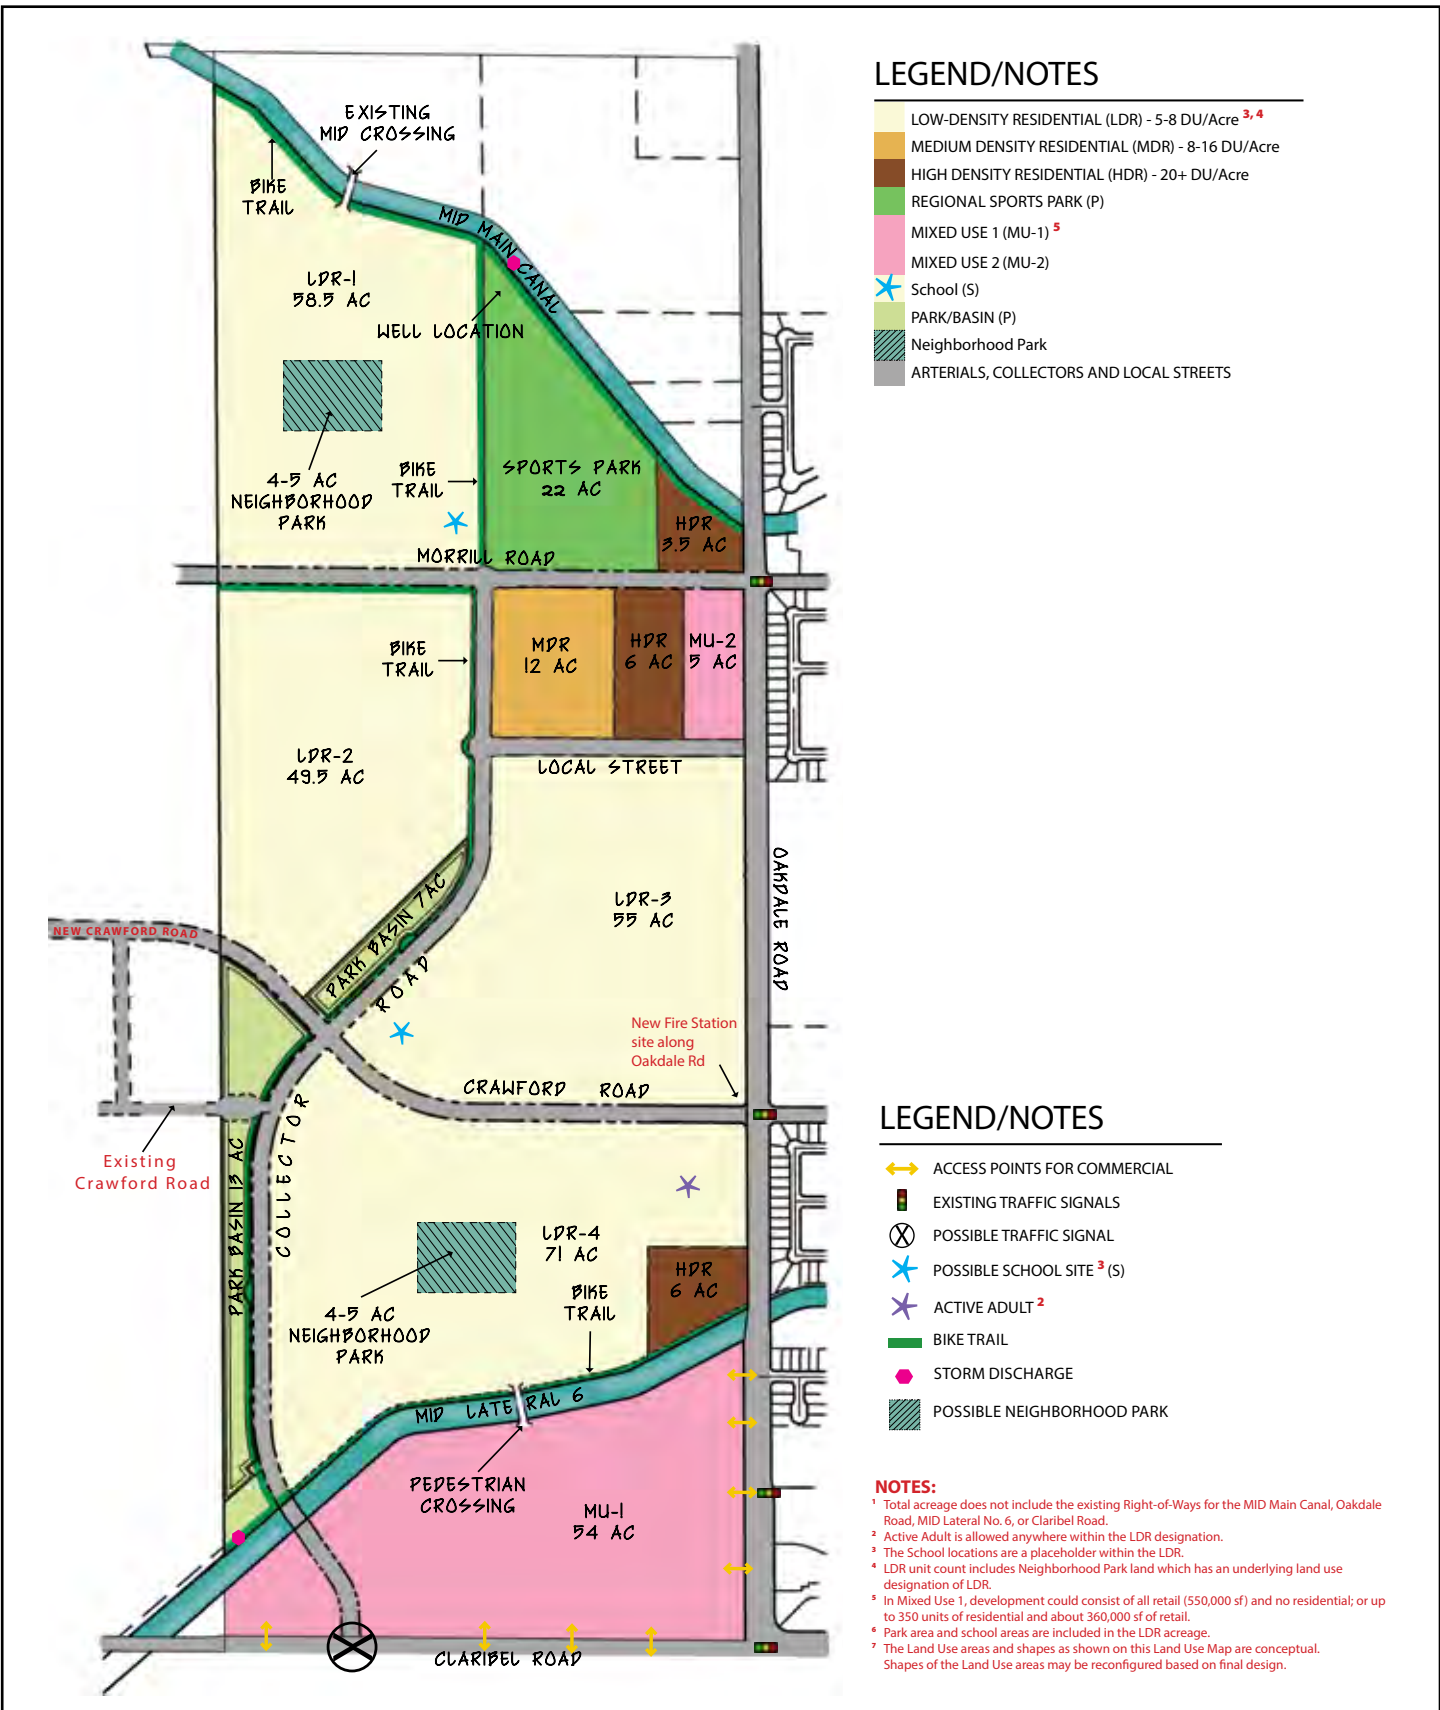 LEGEND/NOTES
LOW-DENSITY RESIDENTIAL (LDR) - 5-8 DU/Acre 3, 4
MEDIUM DENSITY RESIDENTIAL (MDR) - 8-16 DU/Acre
HIGH DENSITY RESIDENTIAL (HDR) - 20+ DU/Acre
REGIONAL SPORTS PARK (P)
MIXED USE 1 (MU-1) 5
MIXED USE 2 (MU-2)
School (S)
PARK/BASIN (P)
Neighborhood Park
ARTERIALS, COLLECTORS AND LOCAL STREETS
EXISTING
MID CROSSING
BIKE
TRAIL
MID MAIN CANAL
LDR-1
58.5 AC
WELL LOCATION
4-5 AC
NEIGHBORHOOD
PARK
BIKE
TRAIL
SPORTS PARK
22 AC
HDR
3.5 AC
MORRILL ROAD
BIKE
TRAIL
MDR
12 AC
HDR
6 AC
MU-2
5 AC
LDR-2
49.5 AC
LOCAL STREET
LDR-3
55 AC
OAKDALE ROAD
PARK BASIN 7AC
NEW CRAWFORD ROAD
COLLECTOR ROAD
New Fire Station
site along
Oakdale Rd
CRAWFORD ROAD
Existing
Crawford Road
PARK BASIN 13 AC
LDR-4
71 AC
HDR
6 AC
4-5 AC
NEIGHBORHOOD
PARK
BIKE
TRAIL
MID LATERAL 6
PEDESTRIAN
CROSSING
MU-1
54 AC
CLARIBEL ROAD
LEGEND/NOTES
ACCESS POINTS FOR COMMERCIAL
EXISTING TRAFFIC SIGNALS
POSSIBLE TRAFFIC SIGNAL
POSSIBLE SCHOOL SITE 3 (S)
ACTIVE ADULT 2
BIKE TRAIL
STORM DISCHARGE
POSSIBLE NEIGHBORHOOD PARK
NOTES:
1 Total acreage does not include the existing Right-of-Ways for the MID Main Canal, Oakdale
Road, MID Lateral No. 6, or Claribel Road.
2 Active Adult is allowed anywhere within the LDR designation.
3 The School locations are a placeholder within the LDR.
4 LDR unit count includes Neighborhood Park land which has an underlying land use
designation of LDR.
5 In Mixed Use 1, development could consist of all retail (550,000 sf) and no residential; or up
to 350 units of residential and about 360,000 sf of retail.
6 Park area and school areas are included in the LDR acreage.
7 The Land Use areas and shapes as shown on this Land Use Map are conceptual.
Shapes of the Land Use areas may be reconfigured based on final design.